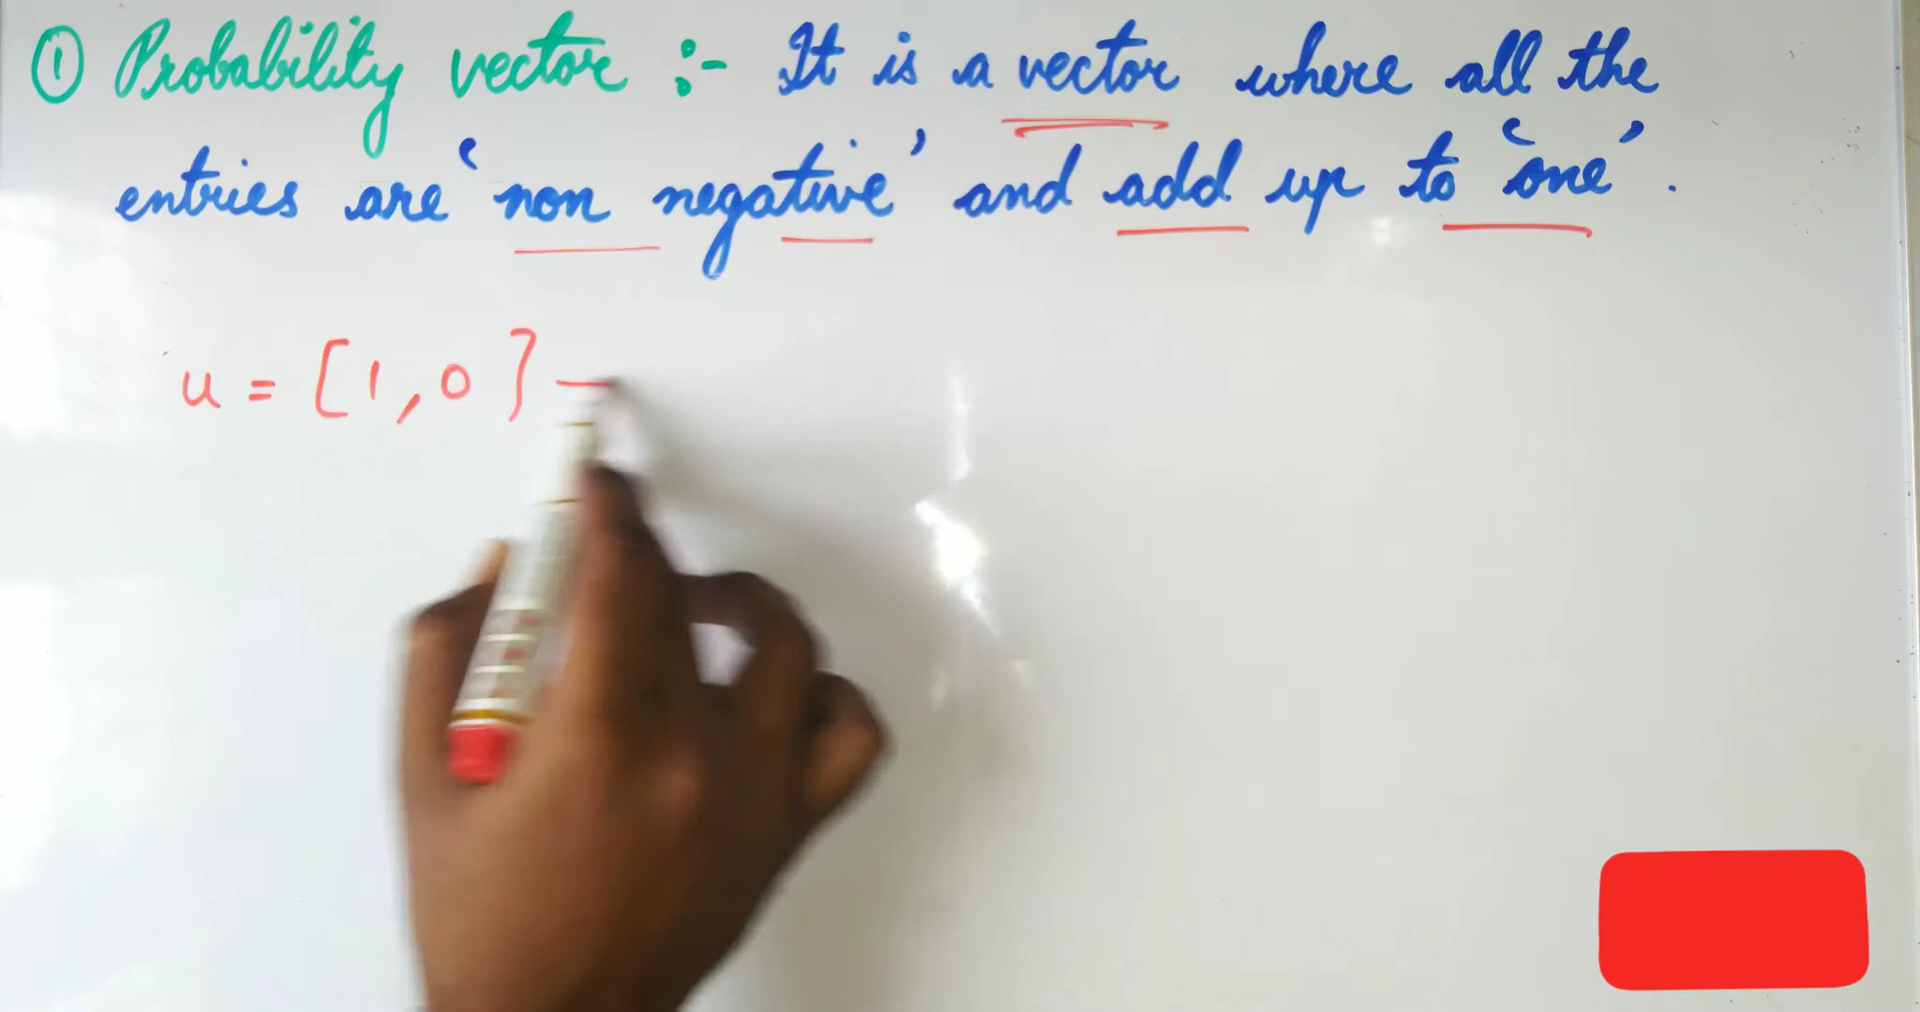 ① Probability vector :- It is a vector where all the
entries are ‘non negative’ and add up to ‘one’.
u = [1, 0] —